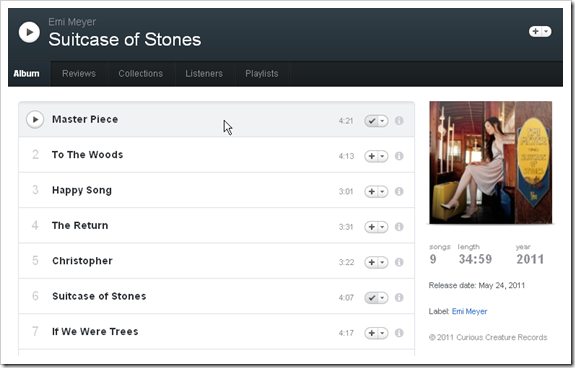 Emi Meyer
Suitcase of Stones
Album Reviews Collections Listeners Playlists
Master Piece 4:21
2 To The Woods 4:13
3 Happy Song 3:01
4 The Return 3:31
5 Christopher 3:22
6 Suitcase of Stones 4:07
7 If We Were Trees 4:17
songs length year
9 34:59 2011
Release date: May 24, 2011
Label: Emi Meyer
© 2011 Curious Creature Records